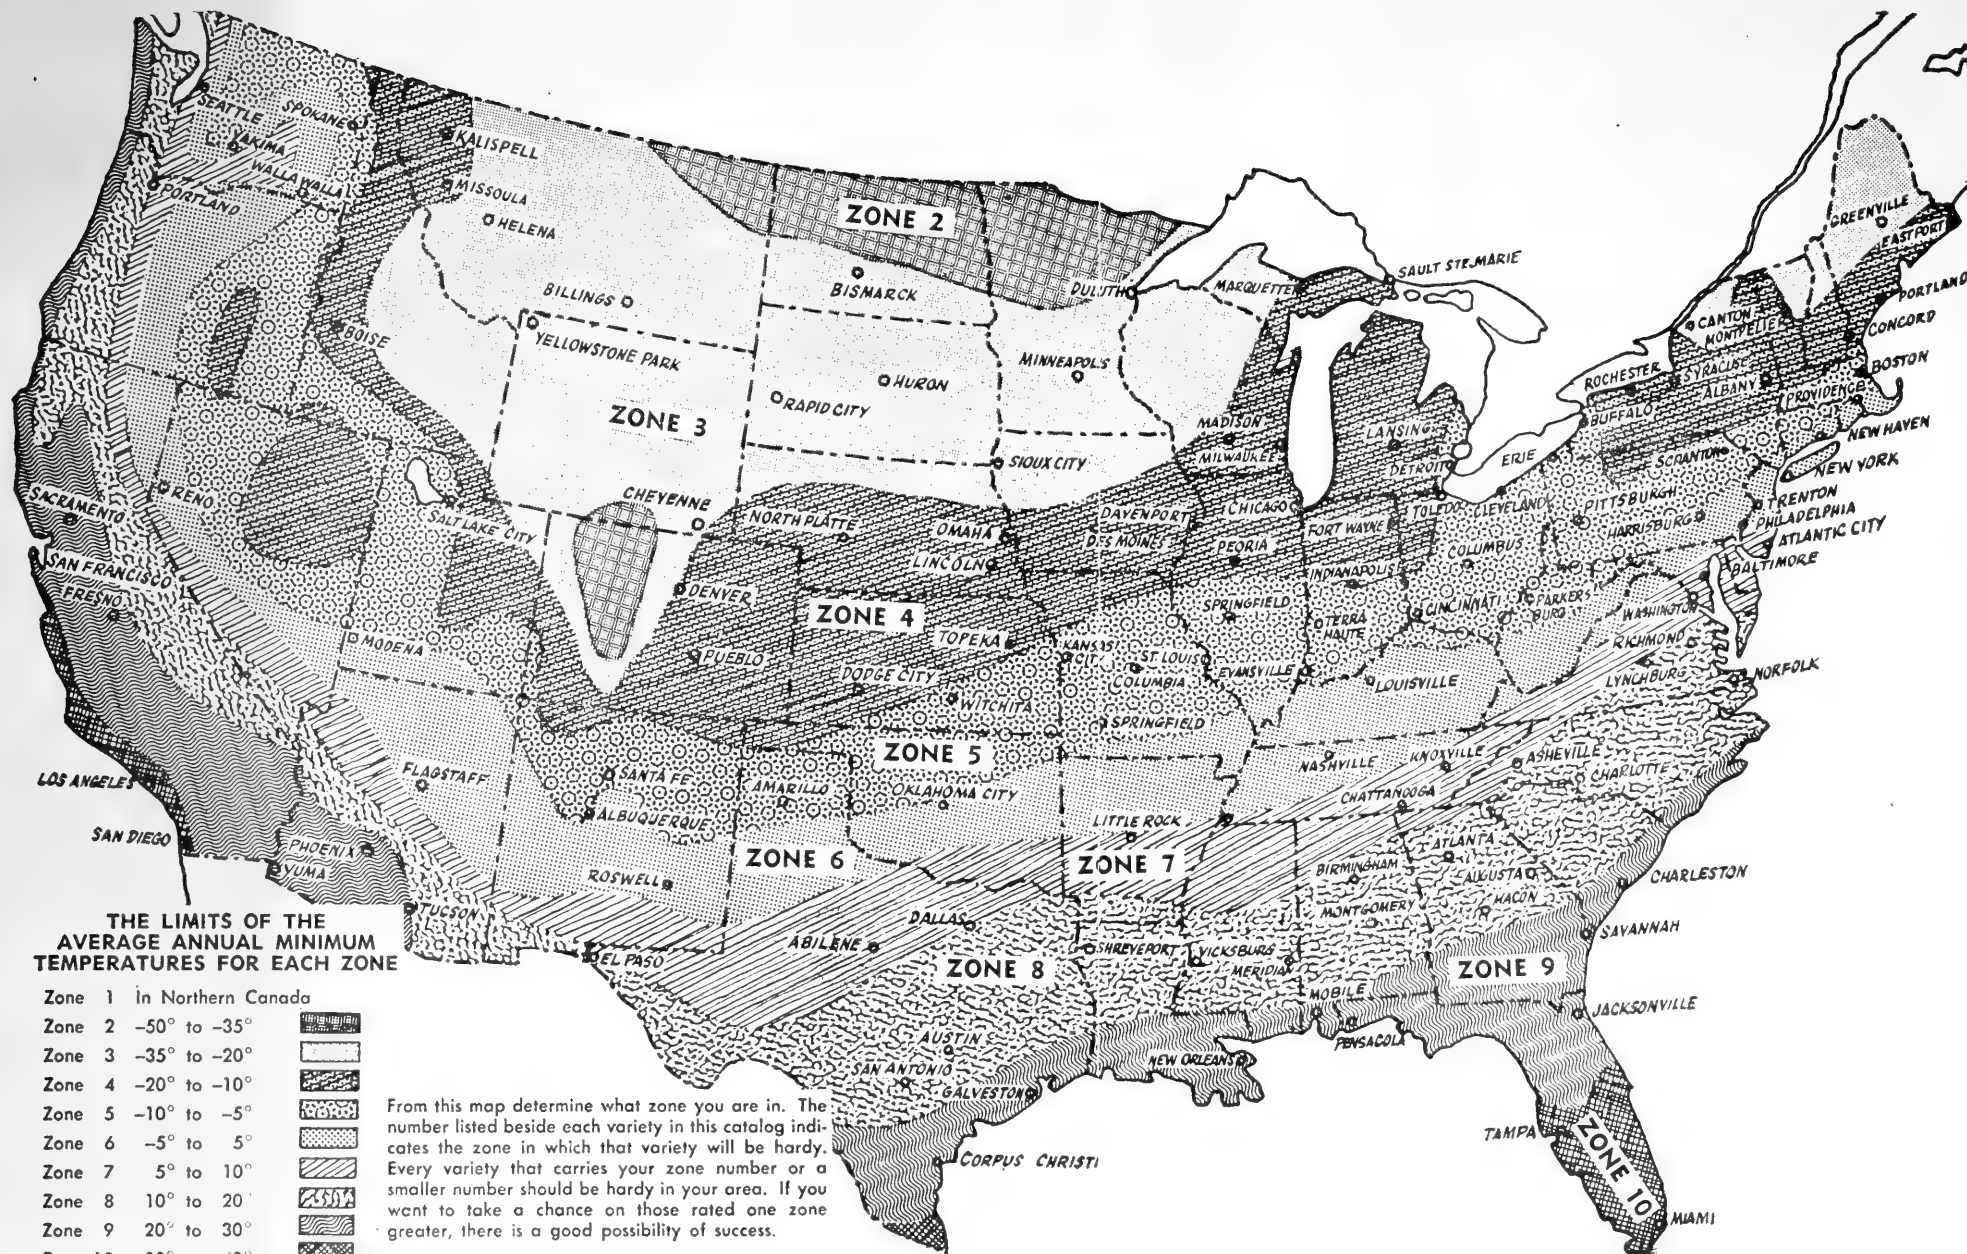 SEATTLE
SPOKANE
YAKIMA
WALLA WALLA
PORTLAND
KALISPELL
MISSOULA
HELENA
BILLINGS
BOISE
YELLOWSTONE PARK
ZONE 2
BISMARCK
DULUTH
MARQUETTE
SAULT STE. MARIE
GREENVILLE
EASTPORT
PORTLAND
CANTON
MONTPELIER
CONCORD
BOSTON
ROCHESTER
SYRACUSE
ALBANY
PROVIDENCE
BUFFALO
NEW HAVEN
MINNEAPOL'S
HURON
RAPID CITY
ZONE 3
MADISON
MILWAUKEE
LANSING
DETROIT
ERIE
SCRANTON
NEW YORK
SIOUX CITY
SACRAMENTO
RENO
SALT LAKE CITY
CHEYENNE
NORTH PLATTE
OMAHA
LINCOLN
DAVENPORT
DES MOINES
CHICAGO
PEORIA
FORT WAYNE
TOLEDO
CLEVELAND
PITTSBURGH
HARRISBURG
TRENTON
PHILADELPHIA
ATLANTIC CITY
BALTIMORE
COLUMBUS
INDIANAPOLIS
SAN FRANCISCO
FRESNO
MODENA
DENVER
PUEBLO
ZONE 4
TOPEKA
DODGE CITY
WITCHITA
KANSAS CITY
ST LOUIS
COLUMBIA
SPRINGFIELD
SPRINGFIELD
TERRA HAUTE
EVANSVILLE
CINCINNATI
PARKERS BURG
WASHINGTON
RICHMOND
LYNCHBURG
NORFOLK
LOUISVILLE
ZONE 5
LOS ANGELES
FLAGSTAFF
SANTA FE
ALBUQUERQUE
AMARILLO
OKLAHOMA CITY
NASHVILLE
KNOXVILLE
ASHEVILLE
CHARLOTTE
CHATTANOOGA
LITTLE ROCK
SAN DIEGO
PHOENIX
YUMA
TUCSON
ROSWELL
ZONE 6
ZONE 7
BIRMINGHAM
ATLANTA
AUGUSTA
MACON
MONTGOMERY
CHARLESTON
SAVANNAH
EL PASO
ABILENE
DALLAS
SHREVEPORT
VICKSBURG
MERIDIAN
ZONE 8
ZONE 9
MOBILE
PENSACOLA
JACKSONVILLE
AUSTIN
SAN ANTONIO
GALVESTON
NEW ORLEANS
CORPUS CHRISTI
TAMPA
ZONE 10
MIAMI
THE LIMITS OF THE
AVERAGE ANNUAL MINIMUM
TEMPERATURES FOR EACH ZONE
Zone 1 in Northern Canada
Zone 2 -50° to -35°
Zone 3 -35° to -20°
Zone 4 -20° to -10°
Zone 5 -10° to -5°
Zone 6 -5° to 5°
Zone 7 5° to 10°
Zone 8 10° to 20
Zone 9 20° to 30°
From this map determine what zone you are in. The
number listed beside each variety in this catalog indi-
cates the zone in which that variety will be hardy.
Every variety that carries your zone number or a
smaller number should be hardy in your area. If you
want to take a chance on those rated one zone
greater, there is a good possibility of success.